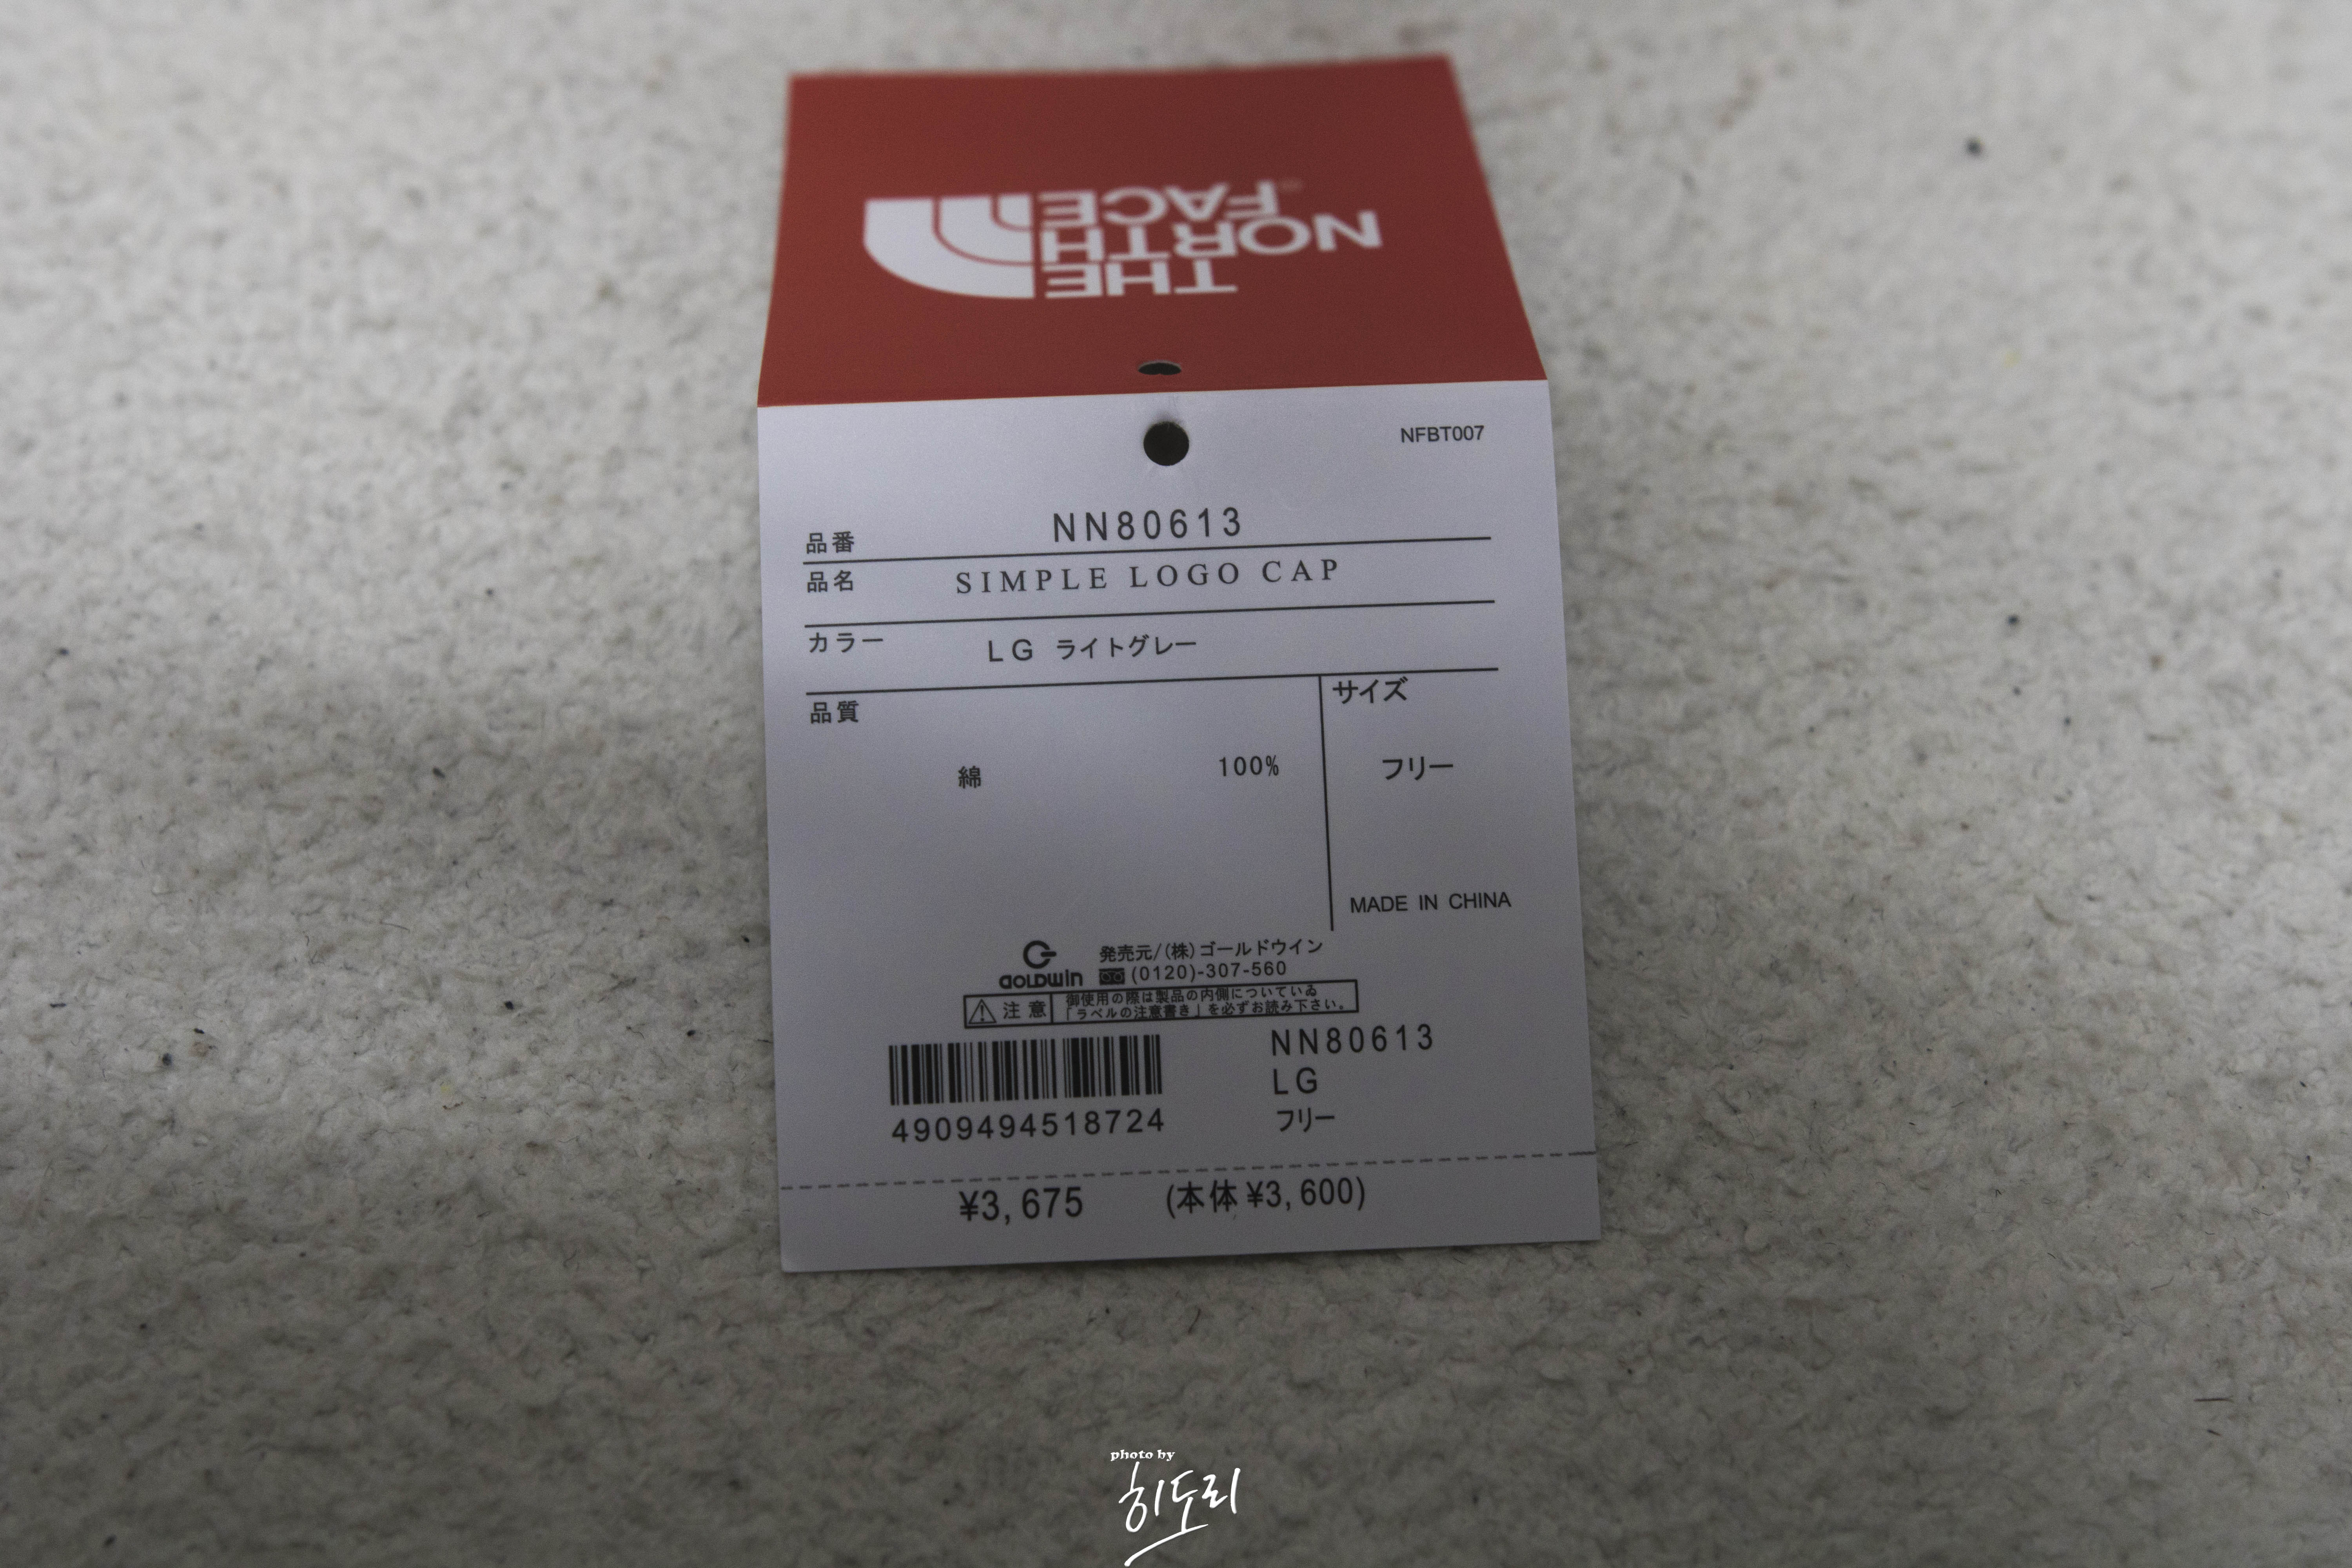 THE
NORTH
FACE
NFBT007
品番 NN80613
品名 SIMPLE LOGO CAP
カラー LG ライトグレー
品質
サイズ
綿 100%
フリー
MADE IN CHINA
GOLDWIN
発売元/(株)ゴールドウイン
(0120)-307-560
注意
御使用の際は製品の内側についている
「ラベルの注意書き」を必ずお読み下さい。
4909494518724
NN80613
LG
フリー
¥3,675 (本体¥3,600)
photo by
히도리